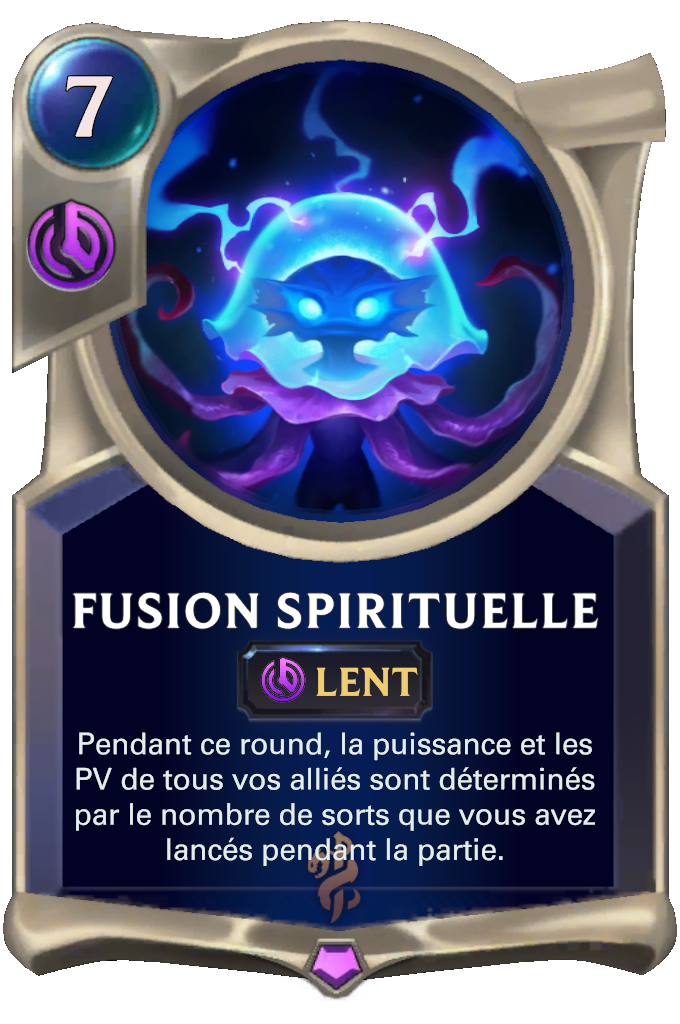 7
FUSION SPIRITUELLE
LENT
Pendant ce round, la puissance et les
PV de tous vos alliés sont déterminés
par le nombre de sorts que vous avez
lancés pendant la partie.